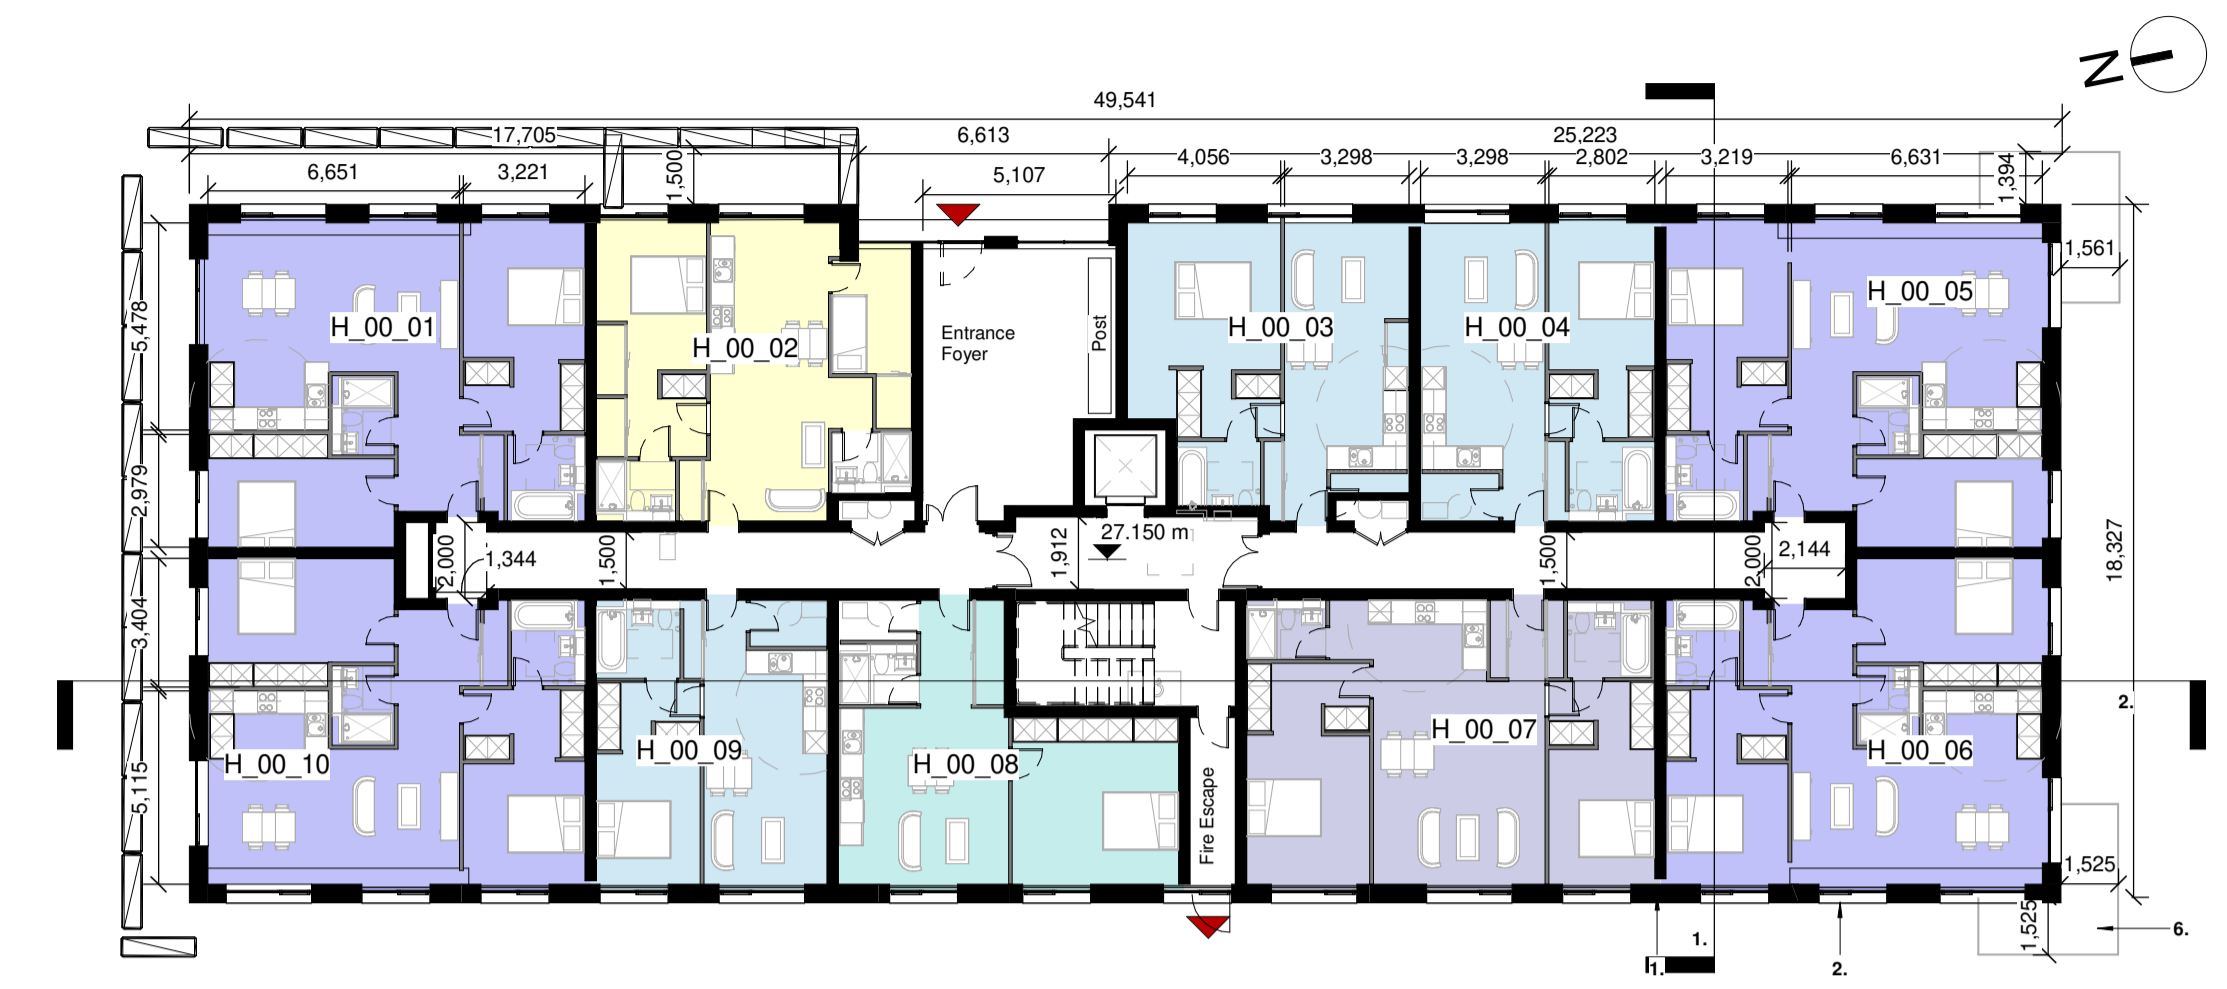 N
49,541
17,705
6,613
25,223
4,056
3,298
3,298
2,802
3,219
6,631
6,651
3,221
1,500
5,107
1,394
1,561
5,478
H_00_01
H_00_02
Entrance
Foyer
Post
H_00_03
H_00_04
H_00_05
2,979
2,000
1,344
1,500
1,912
27.150 m
1,500
2,000
2,144
18,327
3,404
5,115
H_00_10
H_00_09
H_00_08
Fire Escape
H_00_07
H_00_06
2.
1,525
1,525
6.
1.
1.
2.